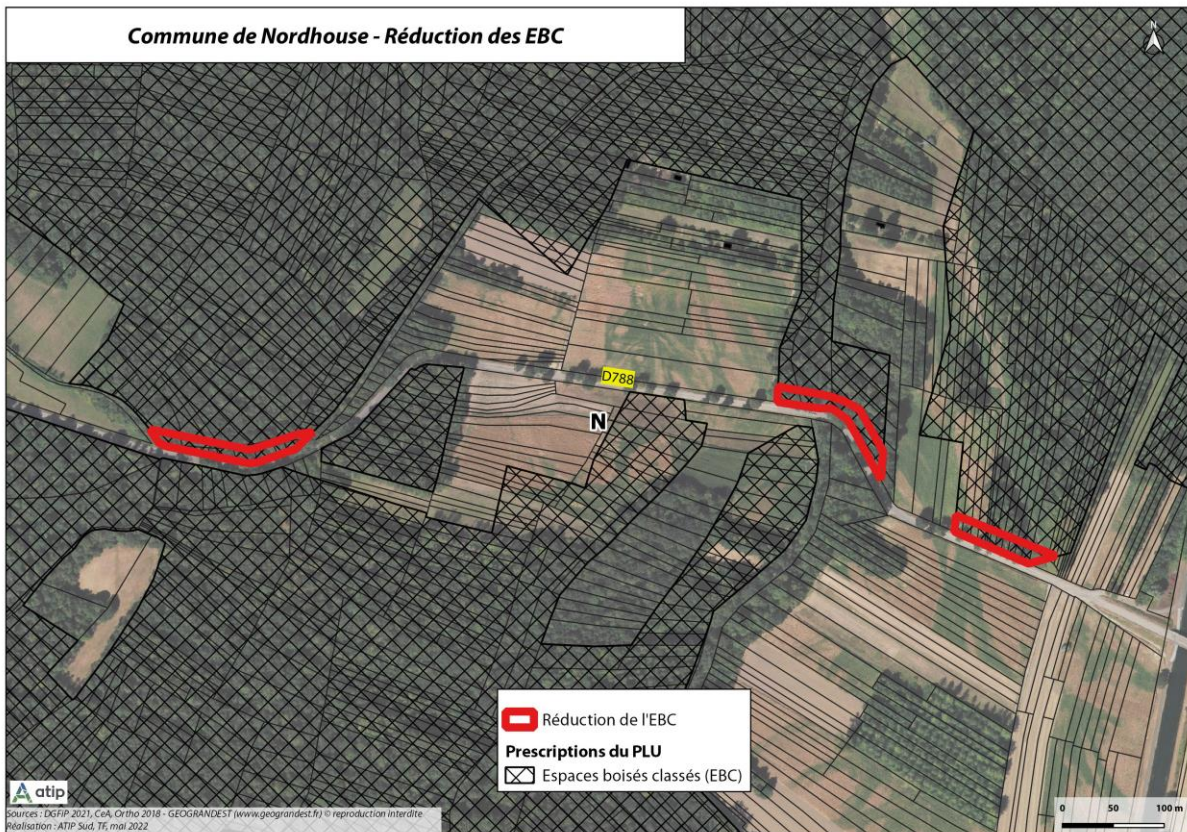 Commune de Nordhouse - Réduction des EBC
N
D788
N
Réduction de l'EBC
Prescriptions du PLU
Espaces boisés classés (EBC)
atip
Sources : DGFIP 2021, CeA, Ortho 2018 - GEOGRANDEST (www.geograndest.fr) © reproduction interdite
Réalisation : ATIP Sud, TF, mai 2022
0 50 100 m